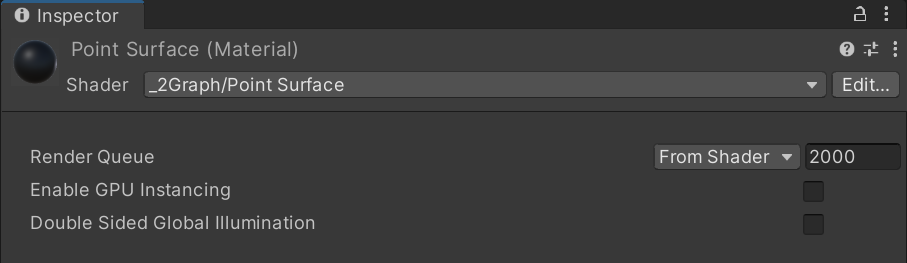 Inspector
Point Surface (Material)
Shader _2Graph/Point Surface Edit...
Render Queue From Shader 2000
Enable GPU Instancing
Double Sided Global Illumination